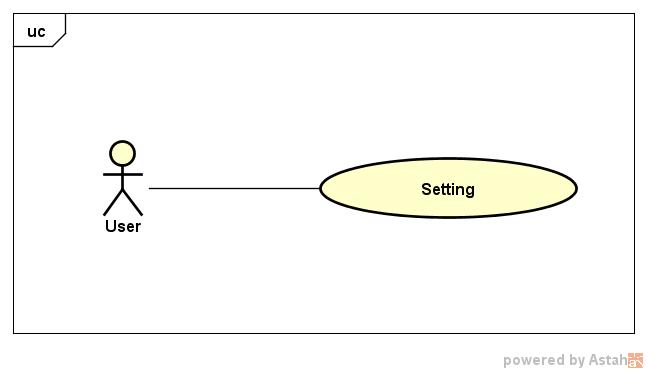 uc
User
Setting
powered by Astah